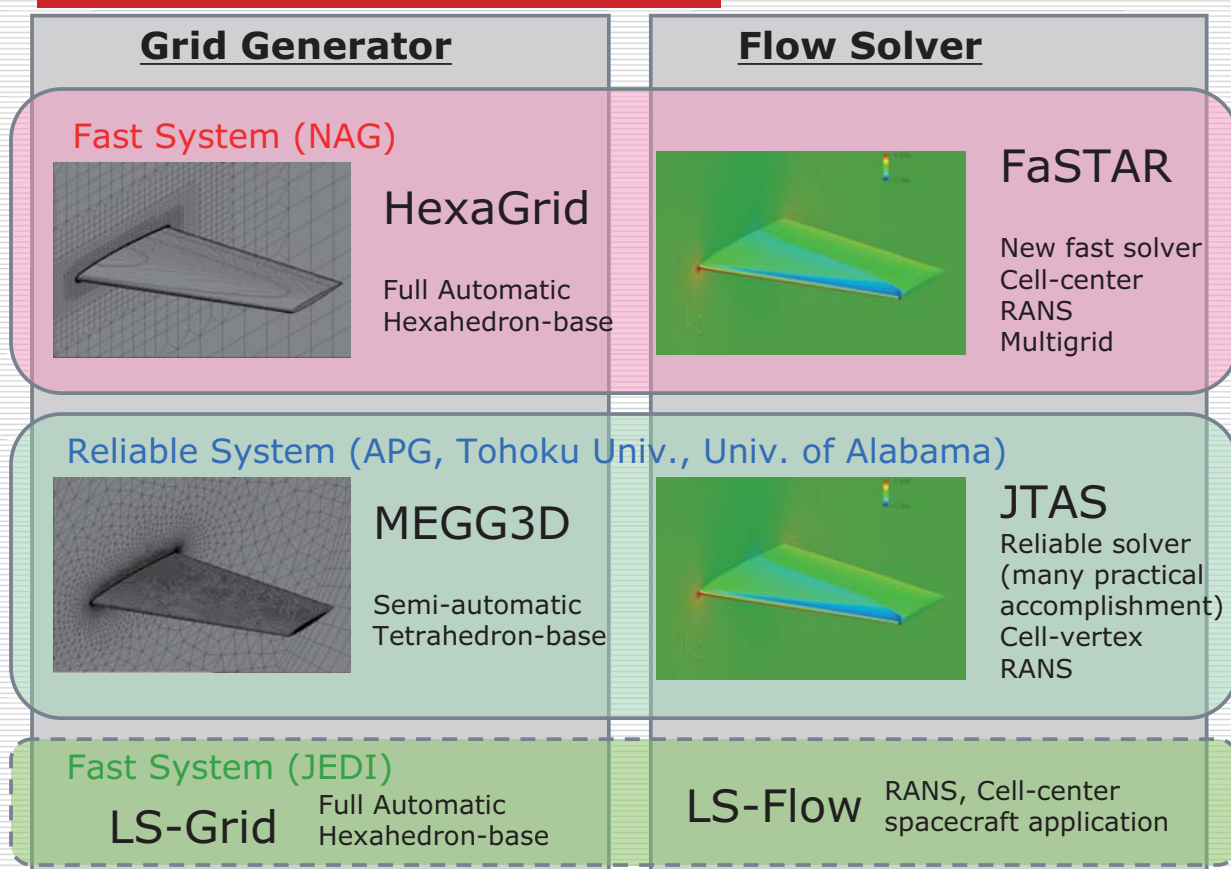 Grid Generator
Flow Solver
Fast System (NAG)
HexaGrid
Full Automatic
Hexahedron-base
FaSTAR
New fast solver
Cell-center
RANS
Multigrid
Reliable System (APG, Tohoku Univ., Univ. of Alabama)
MEGG3D
Semi-automatic
Tetrahedron-base
JTAS
Reliable solver
(many practical
accomplishment)
Cell-vertex
RANS
Fast System (JEDI)
LS-Grid
Full Automatic
Hexahedron-base
LS-Flow
RANS, Cell-center
spacecraft application